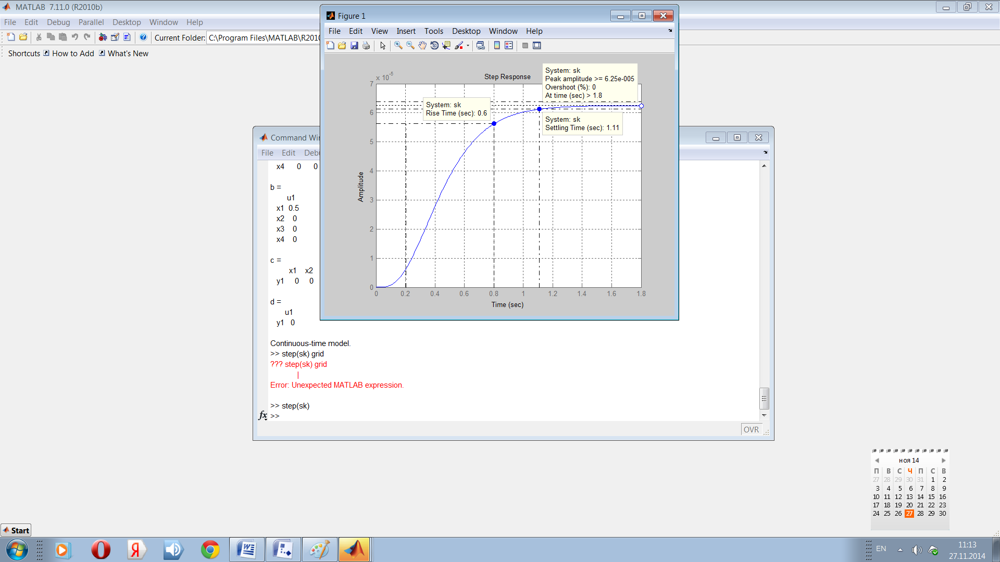 MATLAB 7.11.0 (R2010b)
File Edit Debug Parallel Desktop Window Help
Current Folder: C:\Program Files\MATLAB\R2010
Shortcuts How to Add What's New
Figure 1
File Edit View Insert Tools Desktop Window Help
x 10^-5
Step Response
System: sk
Peak amplitude >= 6.25e-005
Overshoot (%): 0
At time (sec) > 1.8
System: sk
Rise Time (sec): 0.6
System: sk
Settling Time (sec): 1.11
7
6
5
4
3
2
1
0
Amplitude
0 0.2 0.4 0.6 0.8 1 1.2 1.4 1.6 1.8
Time (sec)
Command Win
File Edit Debu
x4 0 0
b =
u1
x1 0.5
x2 0
x3 0
x4 0
c =
x1 x2
y1 0 0
d =
u1
y1 0
Continuous-time model.
>> step(sk) grid
??? step(sk) grid
|
Error: Unexpected MATLAB expression.
>> step(sk)
fx >>
OVR
ноя 14
П В С Ч П С В
27 28 29 30 31 1 2
3 4 5 6 7 8 9
10 11 12 13 14 15 16
17 18 19 20 21 22 23
24 25 26 27 28 29 30
Start
Я
W
EN
11:13
27.11.2014